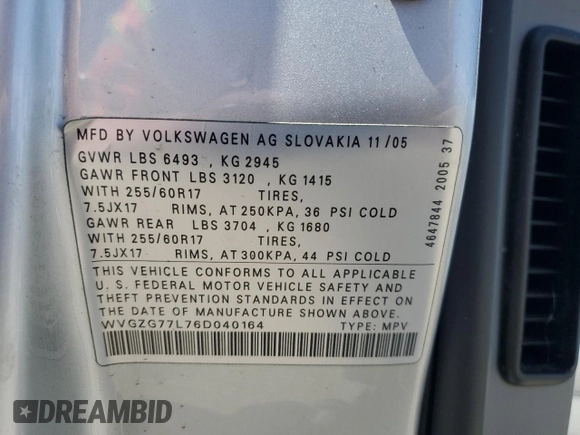 MFD BY VOLKSWAGEN AG SLOVAKIA 11/05
GVWR LBS 6493 , KG 2945
GAWR FRONT LBS 3120 , KG 1415
WITH 255/60R17 TIRES,
7.5JX17 RIMS, AT 250KPA, 36 PSI COLD
GAWR REAR LBS 3704 , KG 1680
WITH 255/60R17 TIRES,
7.5JX17 RIMS, AT 300KPA, 44 PSI COLD
THIS VEHICLE CONFORMS TO ALL APPLICABLE
U. S. FEDERAL MOTOR VEHICLE SAFETY AND
THEFT PREVENTION STANDARDS IN EFFECT ON
THE DATE OF MANUFACTURE SHOWN ABOVE.
WVGZG77L76D040164 TYPE: MPV
4647844 2005 37
DREAMBID